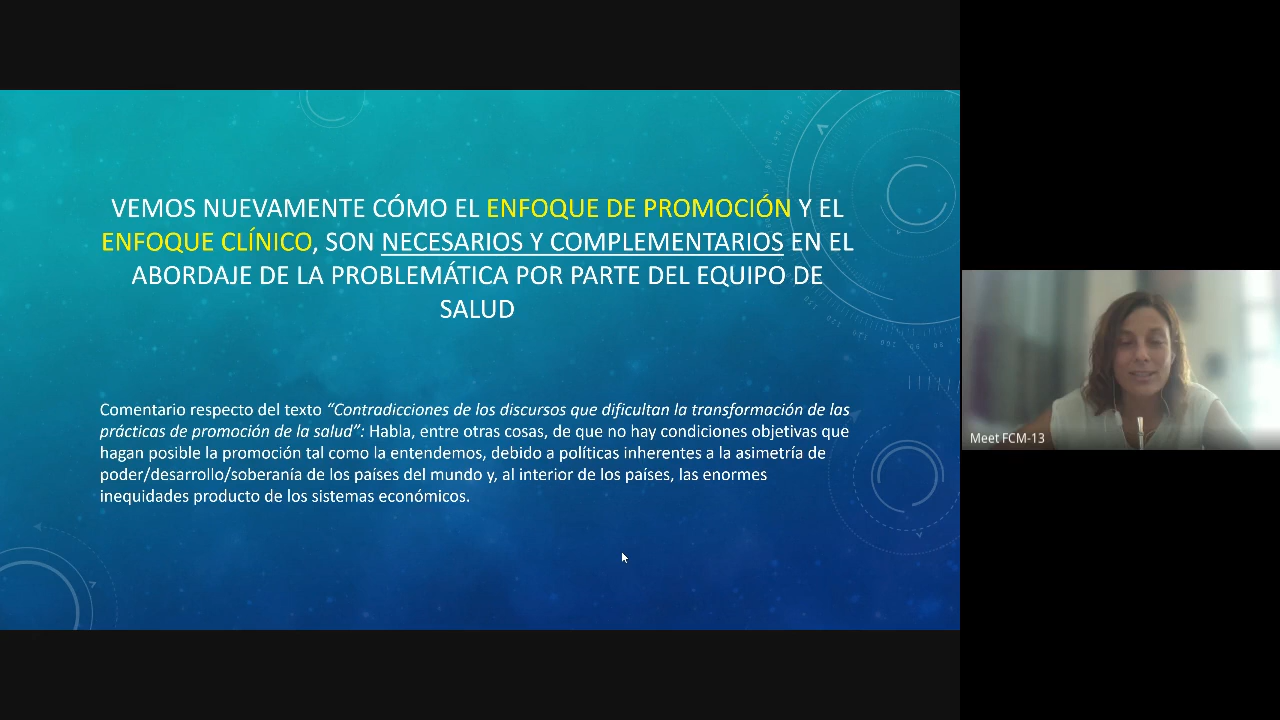 VEMOS NUEVAMENTE CÓMO EL ENFOQUE DE PROMOCIÓN Y EL
ENFOQUE CLÍNICO, SON NECESARIOS Y COMPLEMENTARIOS EN EL
ABORDAJE DE LA PROBLEMÁTICA POR PARTE DEL EQUIPO DE
SALUD
Comentario respecto del texto “Contradicciones de los discursos que dificultan la transformación de las
prácticas de promoción de la salud”: Habla, entre otras cosas, de que no hay condiciones objetivas que
hagan posible la promoción tal como la entendemos, debido a políticas inherentes a la asimetría de
poder/desarrollo/soberanía de los países del mundo y, al interior de los países, las enormes
inequidades producto de los sistemas económicos.
Meet FCM-13